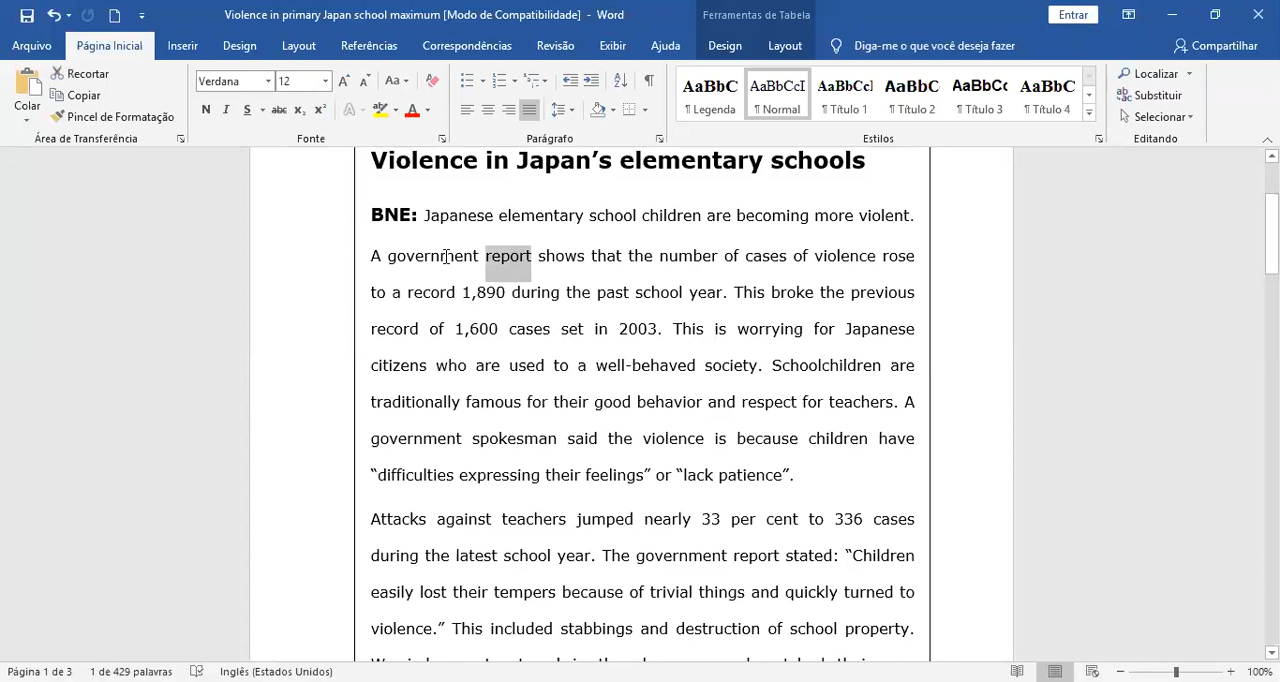 Violence in primary Japan school maximum [Modo de Compatibilidade] - Word
Ferramentas de Tabela
Entrar
Arquivo
Página Inicial
Inserir
Design
Layout
Referências
Correspondências
Revisão
Exibir
Ajuda
Design
Layout
Diga-me o que você deseja fazer
Compartilhar
Colar
Recortar
Copiar
Pincel de Formatação
Área de Transferência
Verdana
12
Aa
N I S abc x₂ x²
Fonte
Parágrafo
AaBbC
¶ Legenda
AaBbCcI
¶ Normal
AaBbCcl
¶ Título 1
AaBbC
¶ Título 2
AaBbCc
¶ Título 3
AaBbC
¶ Título 4
Estilos
Localizar
Substituir
Selecionar
Editando
Violence in Japan’s elementary schools
BNE: Japanese elementary school children are becoming more violent.
A government report shows that the number of cases of violence rose
to a record 1,890 during the past school year. This broke the previous
record of 1,600 cases set in 2003. This is worrying for Japanese
citizens who are used to a well-behaved society. Schoolchildren are
traditionally famous for their good behavior and respect for teachers. A
government spokesman said the violence is because children have
“difficulties expressing their feelings” or “lack patience”.
Attacks against teachers jumped nearly 33 per cent to 336 cases
during the latest school year. The government report stated: “Children
easily lost their tempers because of trivial things and quickly turned to
violence.” This included stabbings and destruction of school property.
Página 1 de 3
1 de 429 palavras
Inglês (Estados Unidos)
100%